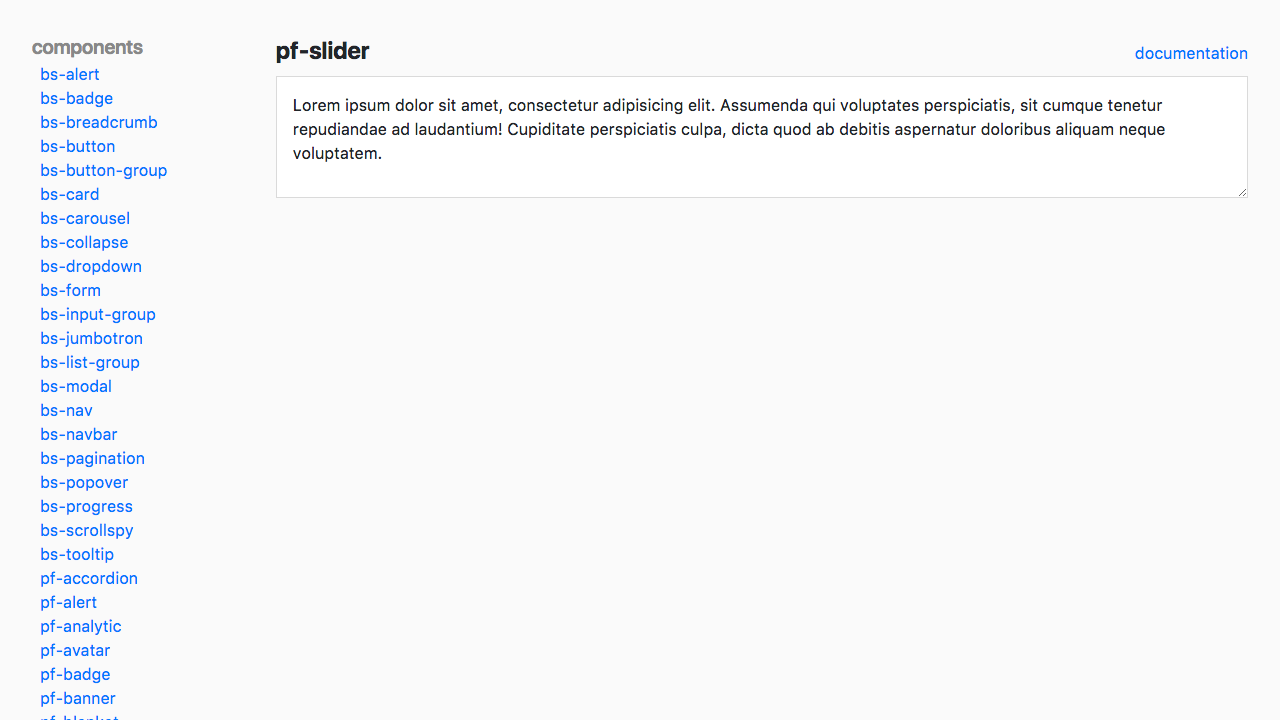 components
bs-alert
bs-badge
bs-breadcrumb
bs-button
bs-button-group
bs-card
bs-carousel
bs-collapse
bs-dropdown
bs-form
bs-input-group
bs-jumbotron
bs-list-group
bs-modal
bs-nav
bs-navbar
bs-pagination
bs-popover
bs-progress
bs-scrollspy
bs-tooltip
pf-accordion
pf-alert
pf-analytic
pf-avatar
pf-badge
pf-banner
pf-blanket
pf-slider
documentation
Lorem ipsum dolor sit amet, consectetur adipisicing elit. Assumenda qui voluptates perspiciatis, sit cumque tenetur
repudiandae ad laudantium! Cupiditate perspiciatis culpa, dicta quod ab debitis aspernatur doloribus aliquam neque
voluptatem.